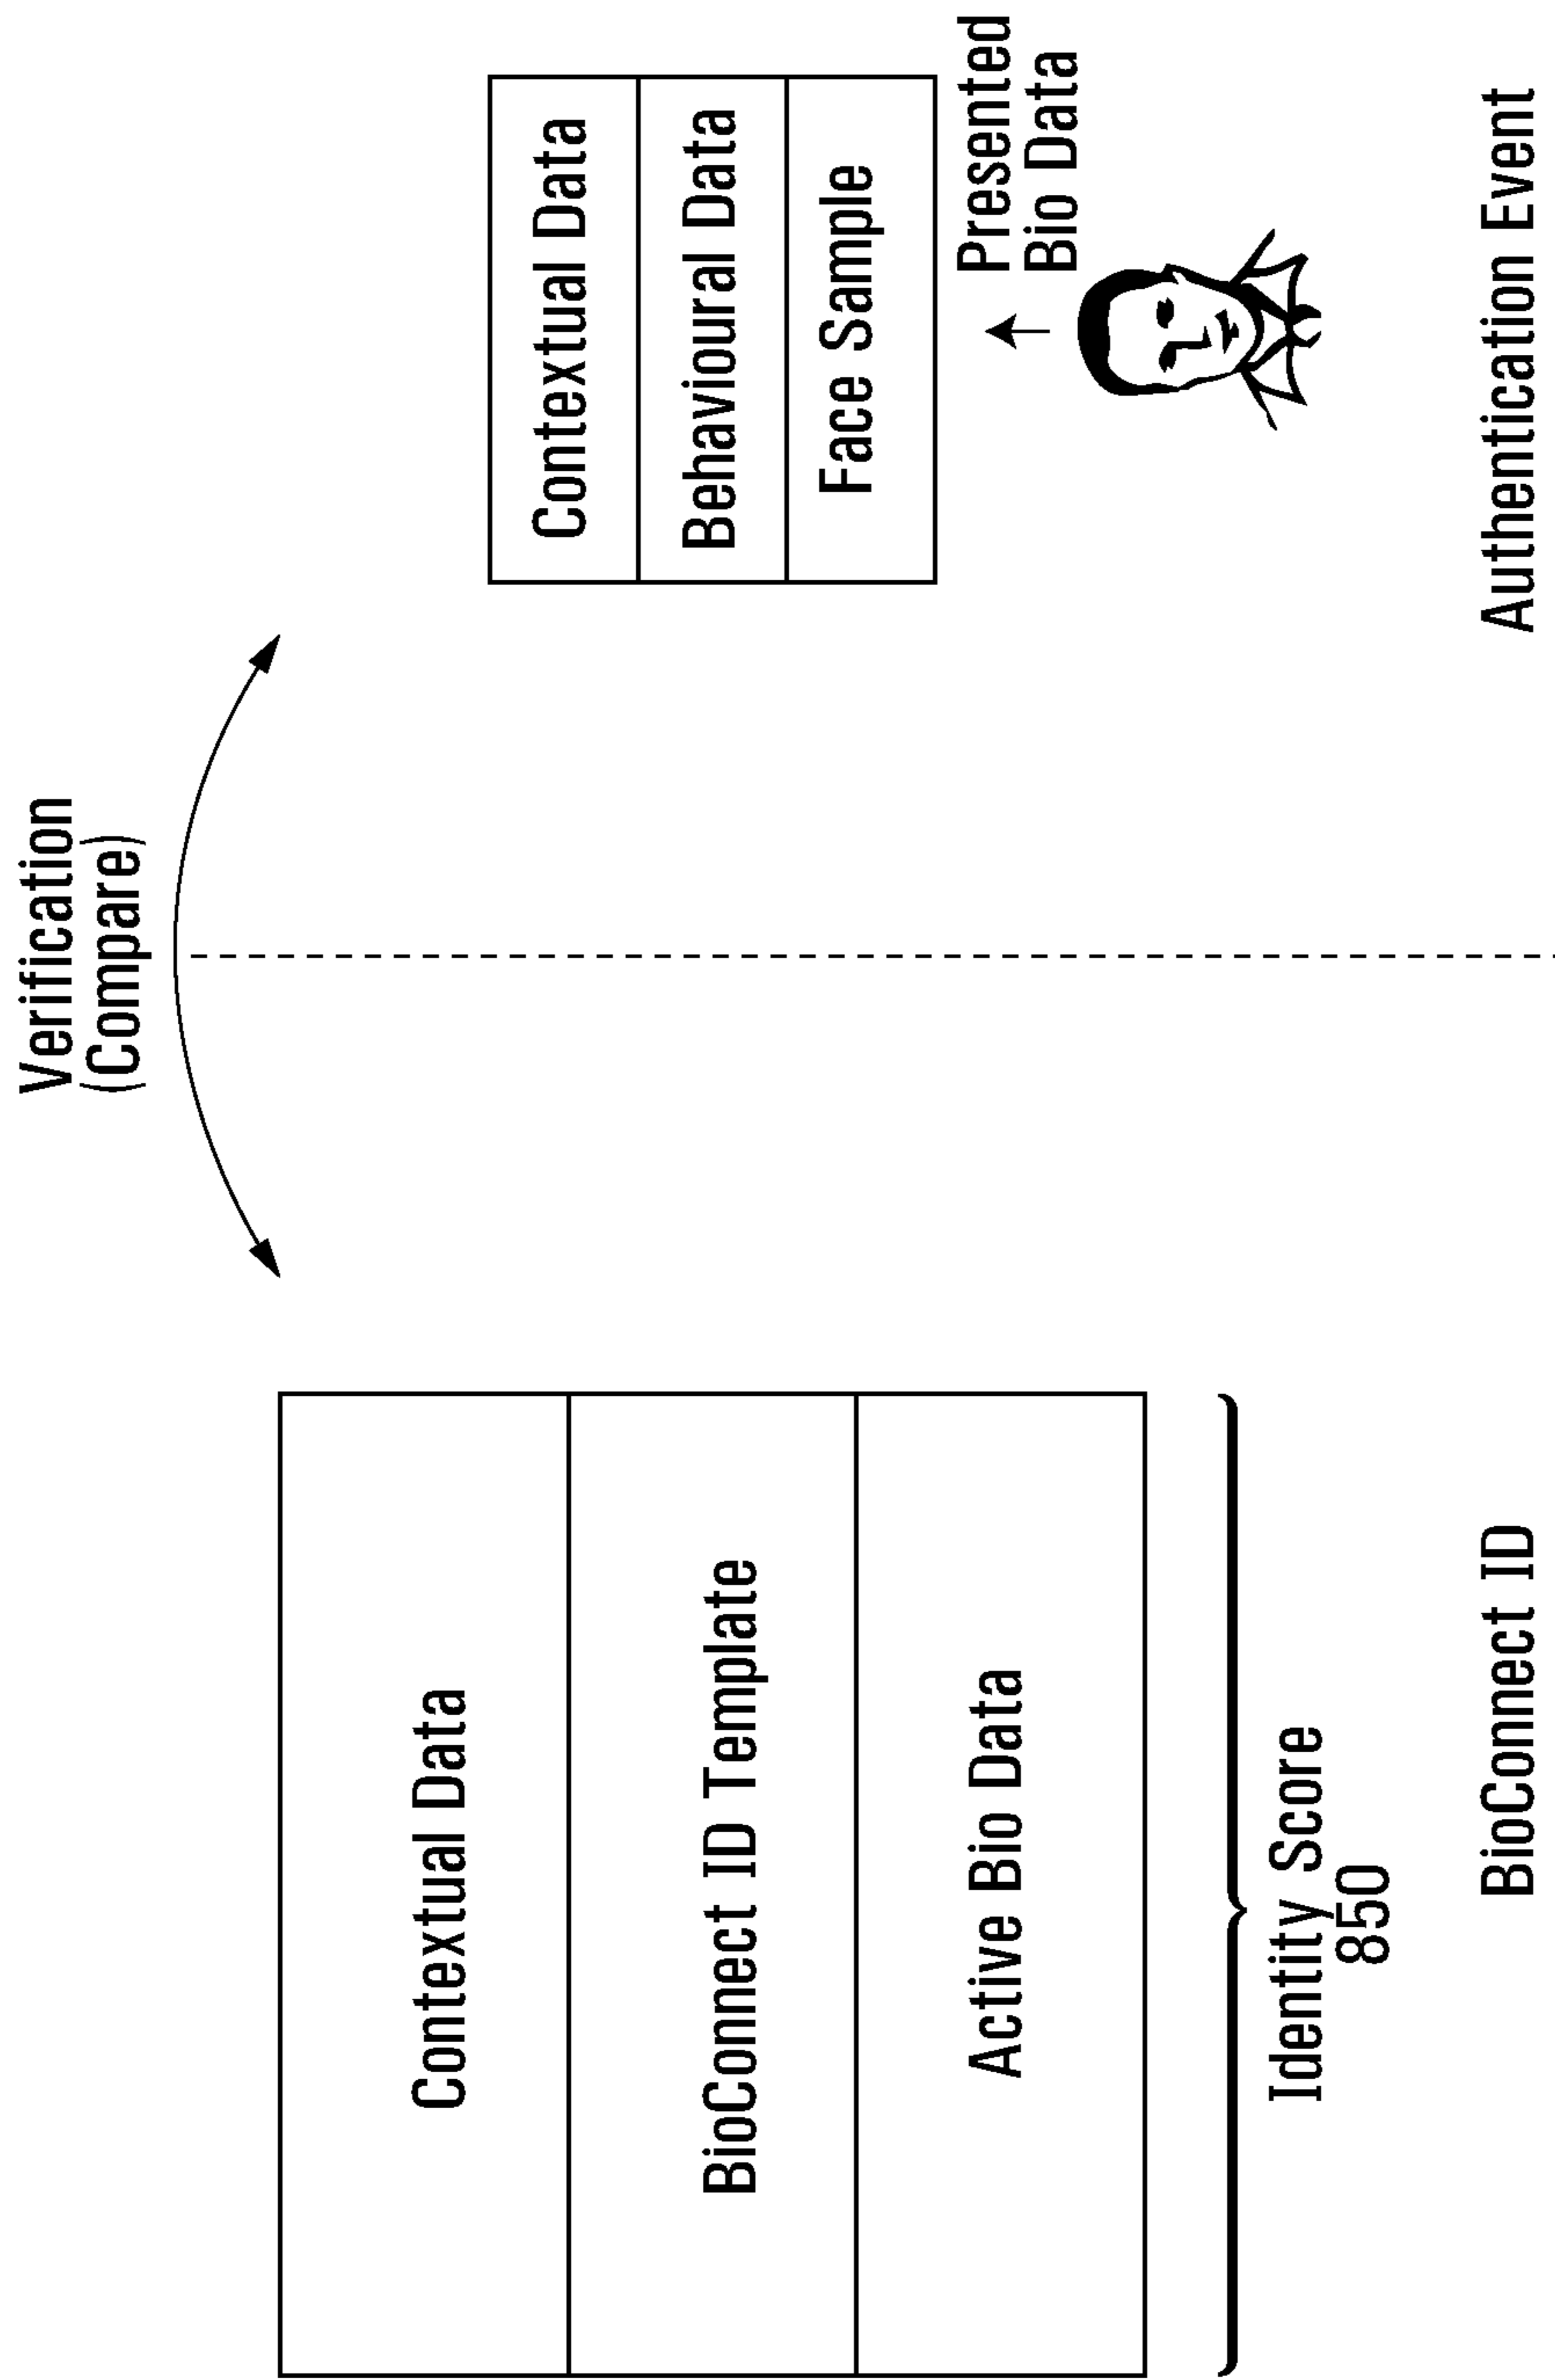 Verification
(Compare)
Contextual Data
BioConnect ID Template
Active Bio Data
Identity Score
850
BioConnect ID
Contextual Data
Behavioural Data
Face Sample
Presented
Bio Data
Authentication Event